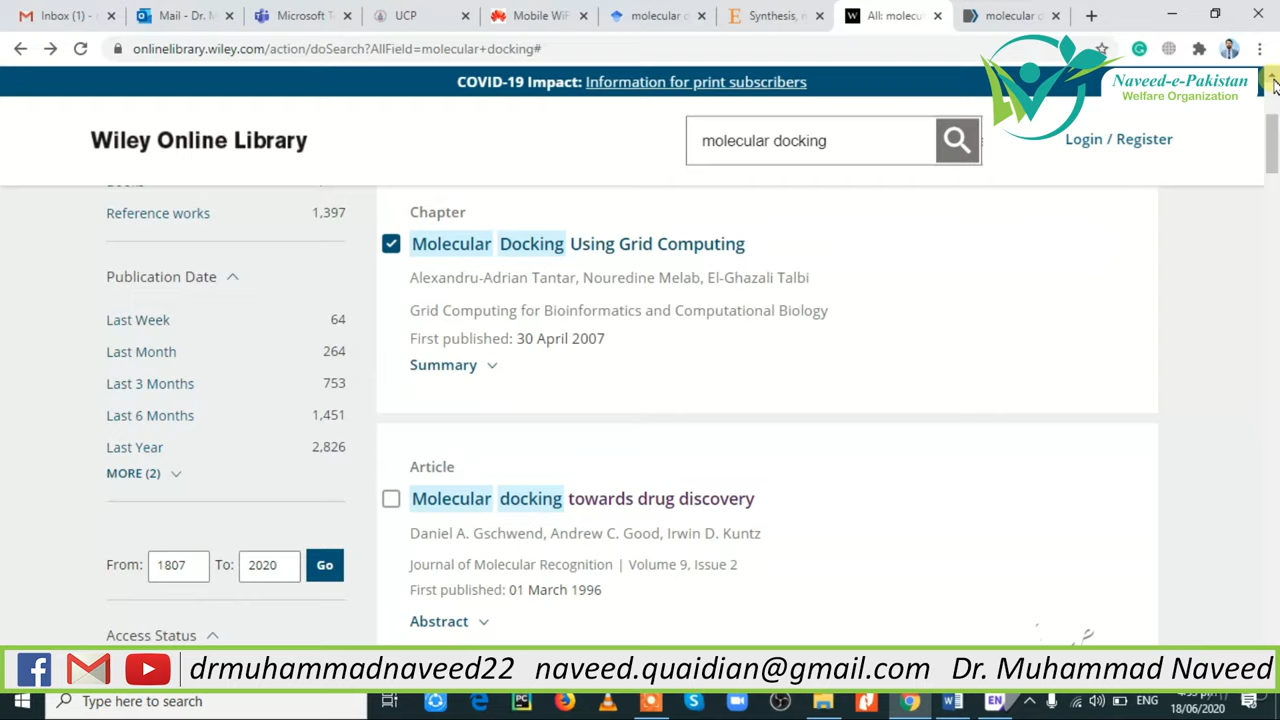 Inbox (1) -
Mail - Dr. M
Microsoft T
UCP
Mobile WiF
molecular d
Synthesis, n
All: molecu
molecular d
onlinelibrary.wiley.com/action/doSearch?AllField=molecular+docking#
COVID-19 Impact: Information for print subscribers
Naveed-e-Pakistan
Welfare Organization
Wiley Online Library
molecular docking
Login / Register
Reference works 1,397
Publication Date
Last Week 64
Last Month 264
Last 3 Months 753
Last 6 Months 1,451
Last Year 2,826
MORE (2)
From: 1807 To: 2020 Go
Access Status
Chapter
Molecular Docking Using Grid Computing
Alexandru-Adrian Tantar, Nouredine Melab, El-Ghazali Talbi
Grid Computing for Bioinformatics and Computational Biology
First published: 30 April 2007
Summary
Article
Molecular docking towards drug discovery
Daniel A. Gschwend, Andrew C. Good, Irwin D. Kuntz
Journal of Molecular Recognition | Volume 9, Issue 2
First published: 01 March 1996
Abstract
drmuhammadnaveed22 naveed.quaidian@gmail.com Dr. Muhammad Naveed
Type here to search
ENG
18/06/2020